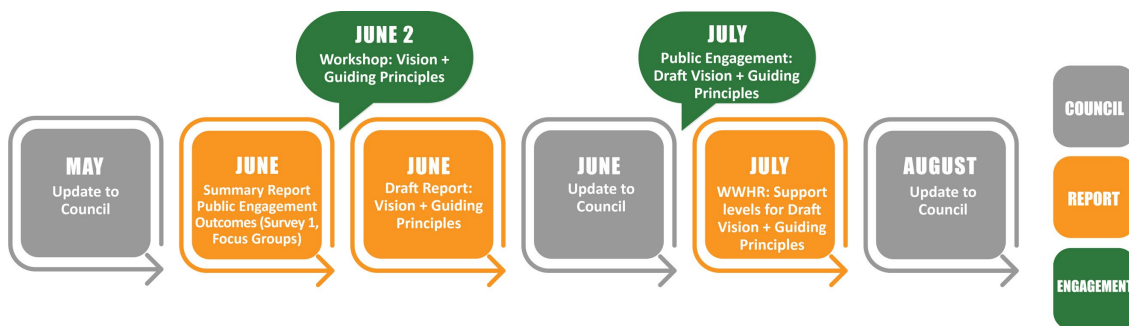 JUNE 2
Workshop: Vision +
Guiding Principles
JULY
Public Engagement:
Draft Vision + Guiding
Principles
MAY
Update to
Council
JUNE
Summary Report
Public Engagement
Outcomes (Survey 1,
Focus Groups)
JUNE
Draft Report:
Vision + Guiding
Principles
JUNE
Update to
Council
JULY
WWHR: Support
levels for Draft
Vision + Guiding
Principles
AUGUST
Update to
Council
COUNCIL
REPORT
ENGAGEMENT